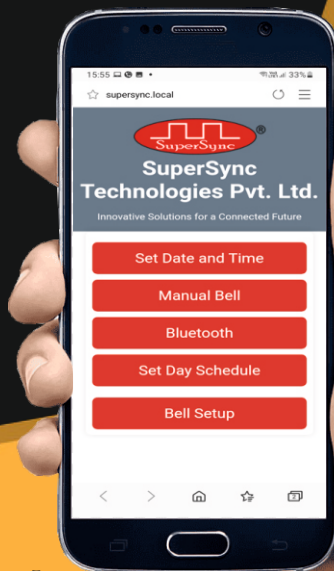 15:55
33%
supersync.local
SuperSync
®
SuperSync
Technologies Pvt. Ltd.
Innovative Solutions for a Connected Future
Set Date and Time
Manual Bell
Bluetooth
Set Day Schedule
Bell Setup